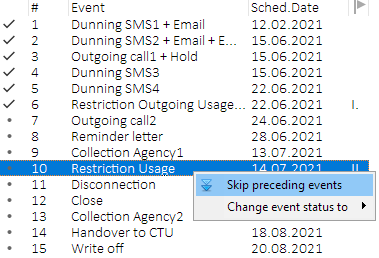 # Event Sched.Date
1 Dunning SMS1 + Email 12.02.2021
2 Dunning SMS2 + Email + E... 15.06.2021
3 Outgoing call1 + Hold 15.06.2021
4 Dunning SMS3 15.06.2021
5 Dunning SMS4 22.06.2021
6 Restriction Outgoing Usage... 22.06.2021 I.
7 Outgoing call2 24.06.2021
8 Reminder letter 28.06.2021
9 Collection Agency1 13.07.2021
10 Restriction Usage 14.07.2021 II
11 Disconnection
Skip preceding events
12 Close
Change event status to
13 Collection Agency2
14 Handover to CTU 18.08.2021
15 Write off 20.08.2021